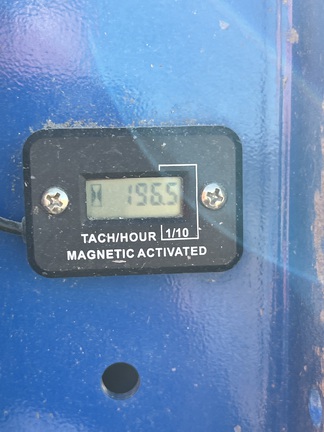 196.5
TACH/HOUR 1/10
MAGNETIC ACTIVATED